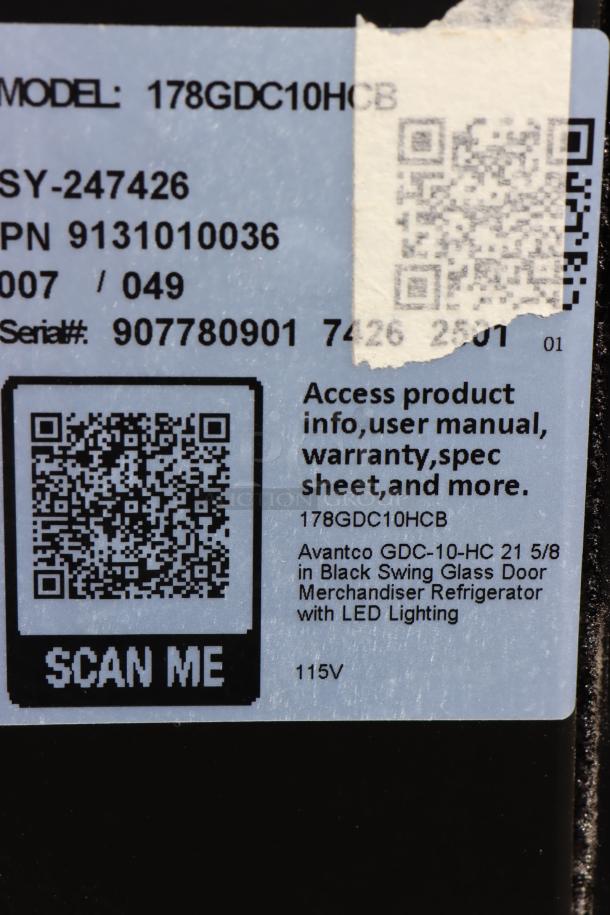 MODEL: 178GDC10HCB
SY-247426
PN 9131010036
007 / 049
Serial#: 907780901 7426 2501 01
Access product
info,user manual,
warranty,spec
sheet,and more.
178GDC10HCB
AUCTION GROUP
Avantco GDC-10-HC 21 5/8
in Black Swing Glass Door
Merchandiser Refrigerator
with LED Lighting
115V
SCAN ME